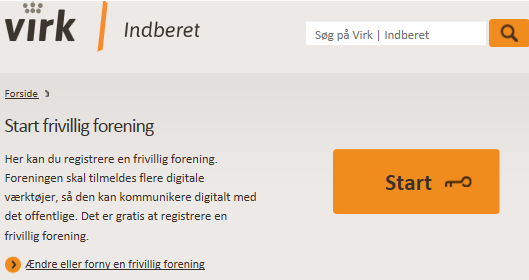 virk Indberet
Søg på Virk | Indberet
Forside
Start frivillig forening
Her kan du registrere en frivillig forening.
Foreningen skal tilmeldes flere digitale
værktøjer, så den kan kommunikere digitalt med
det offentlige. Det er gratis at registrere en
frivillig forening.
Start
Ændre eller forny en frivillig forening